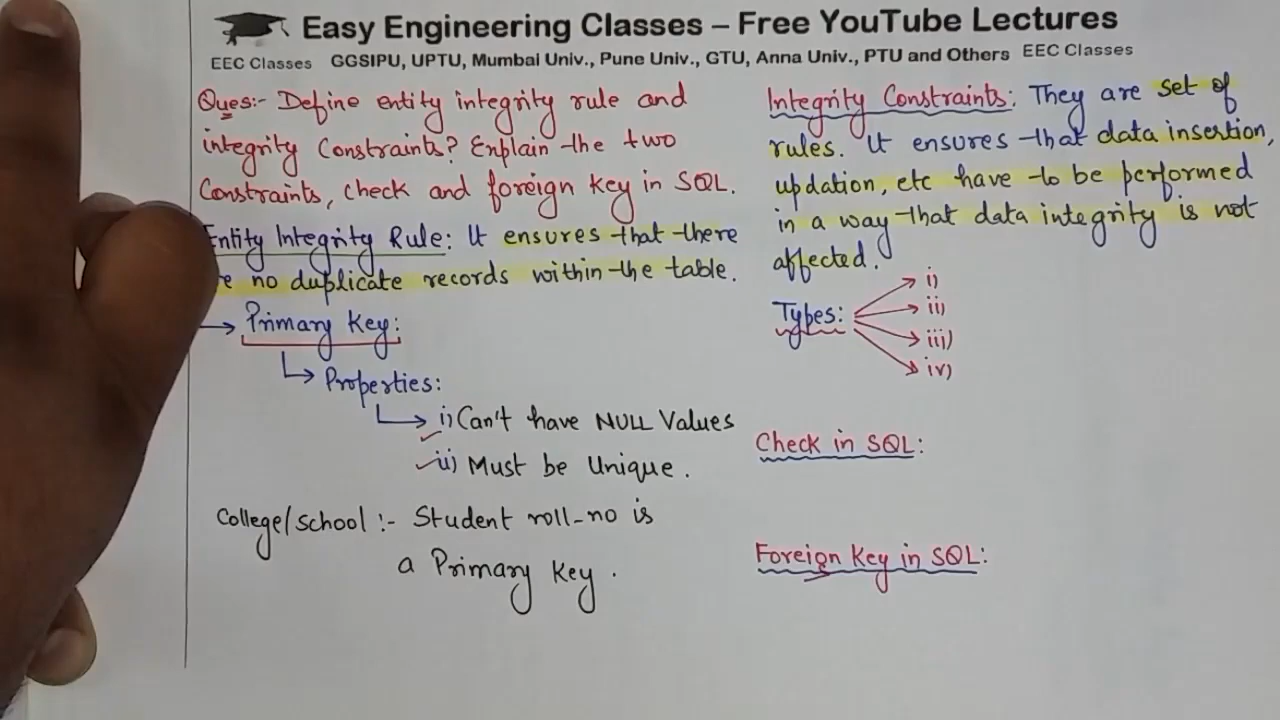 Easy Engineering Classes – Free YouTube Lectures
EEC Classes GGSIPU, UPTU, Mumbai Univ., Pune Univ., GTU, Anna Univ., PTU and Others EEC Classes
Ques:- Define entity integrity rule and
integrity Constraints? Explain the two
Constraints, check and foreign key in SQL.
Entity Integrity Rule: It ensures that there
no duplicate records within the table.
→ Primary Key:
Properties:
i) Can't have NULL Values
ii) Must be Unique.
College/School :- Student roll-no is
a Primary Key.
Integrity Constraints: They are set of
rules. It ensures that data insertion,
updation, etc have to be performed
in a way that data integrity is not
affected.
Types:
i)
ii)
iii)
iv)
Check in SQL:
Foreign Key in SQL: